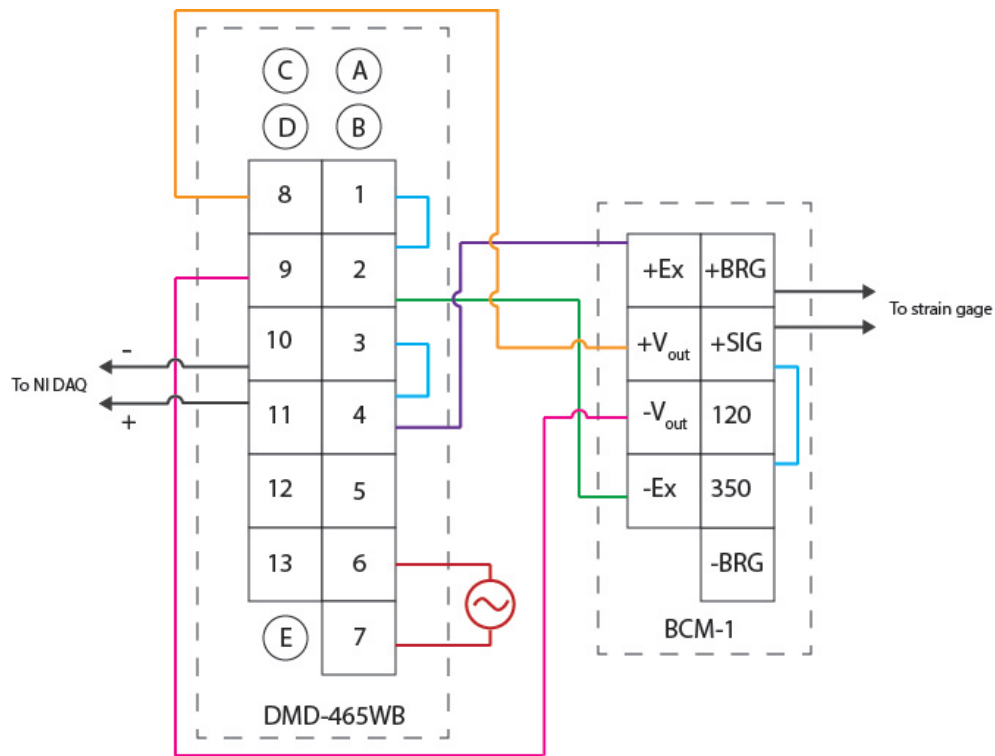 C A
D B
8 1
9 2
10 3
11 4
12 5
13 6
E 7
DMD-465WB
-
To NI DAQ
+
+Ex +BRG
+Vout +SIG
-Vout 120
-Ex 350
-BRG
BCM-1
To strain gage